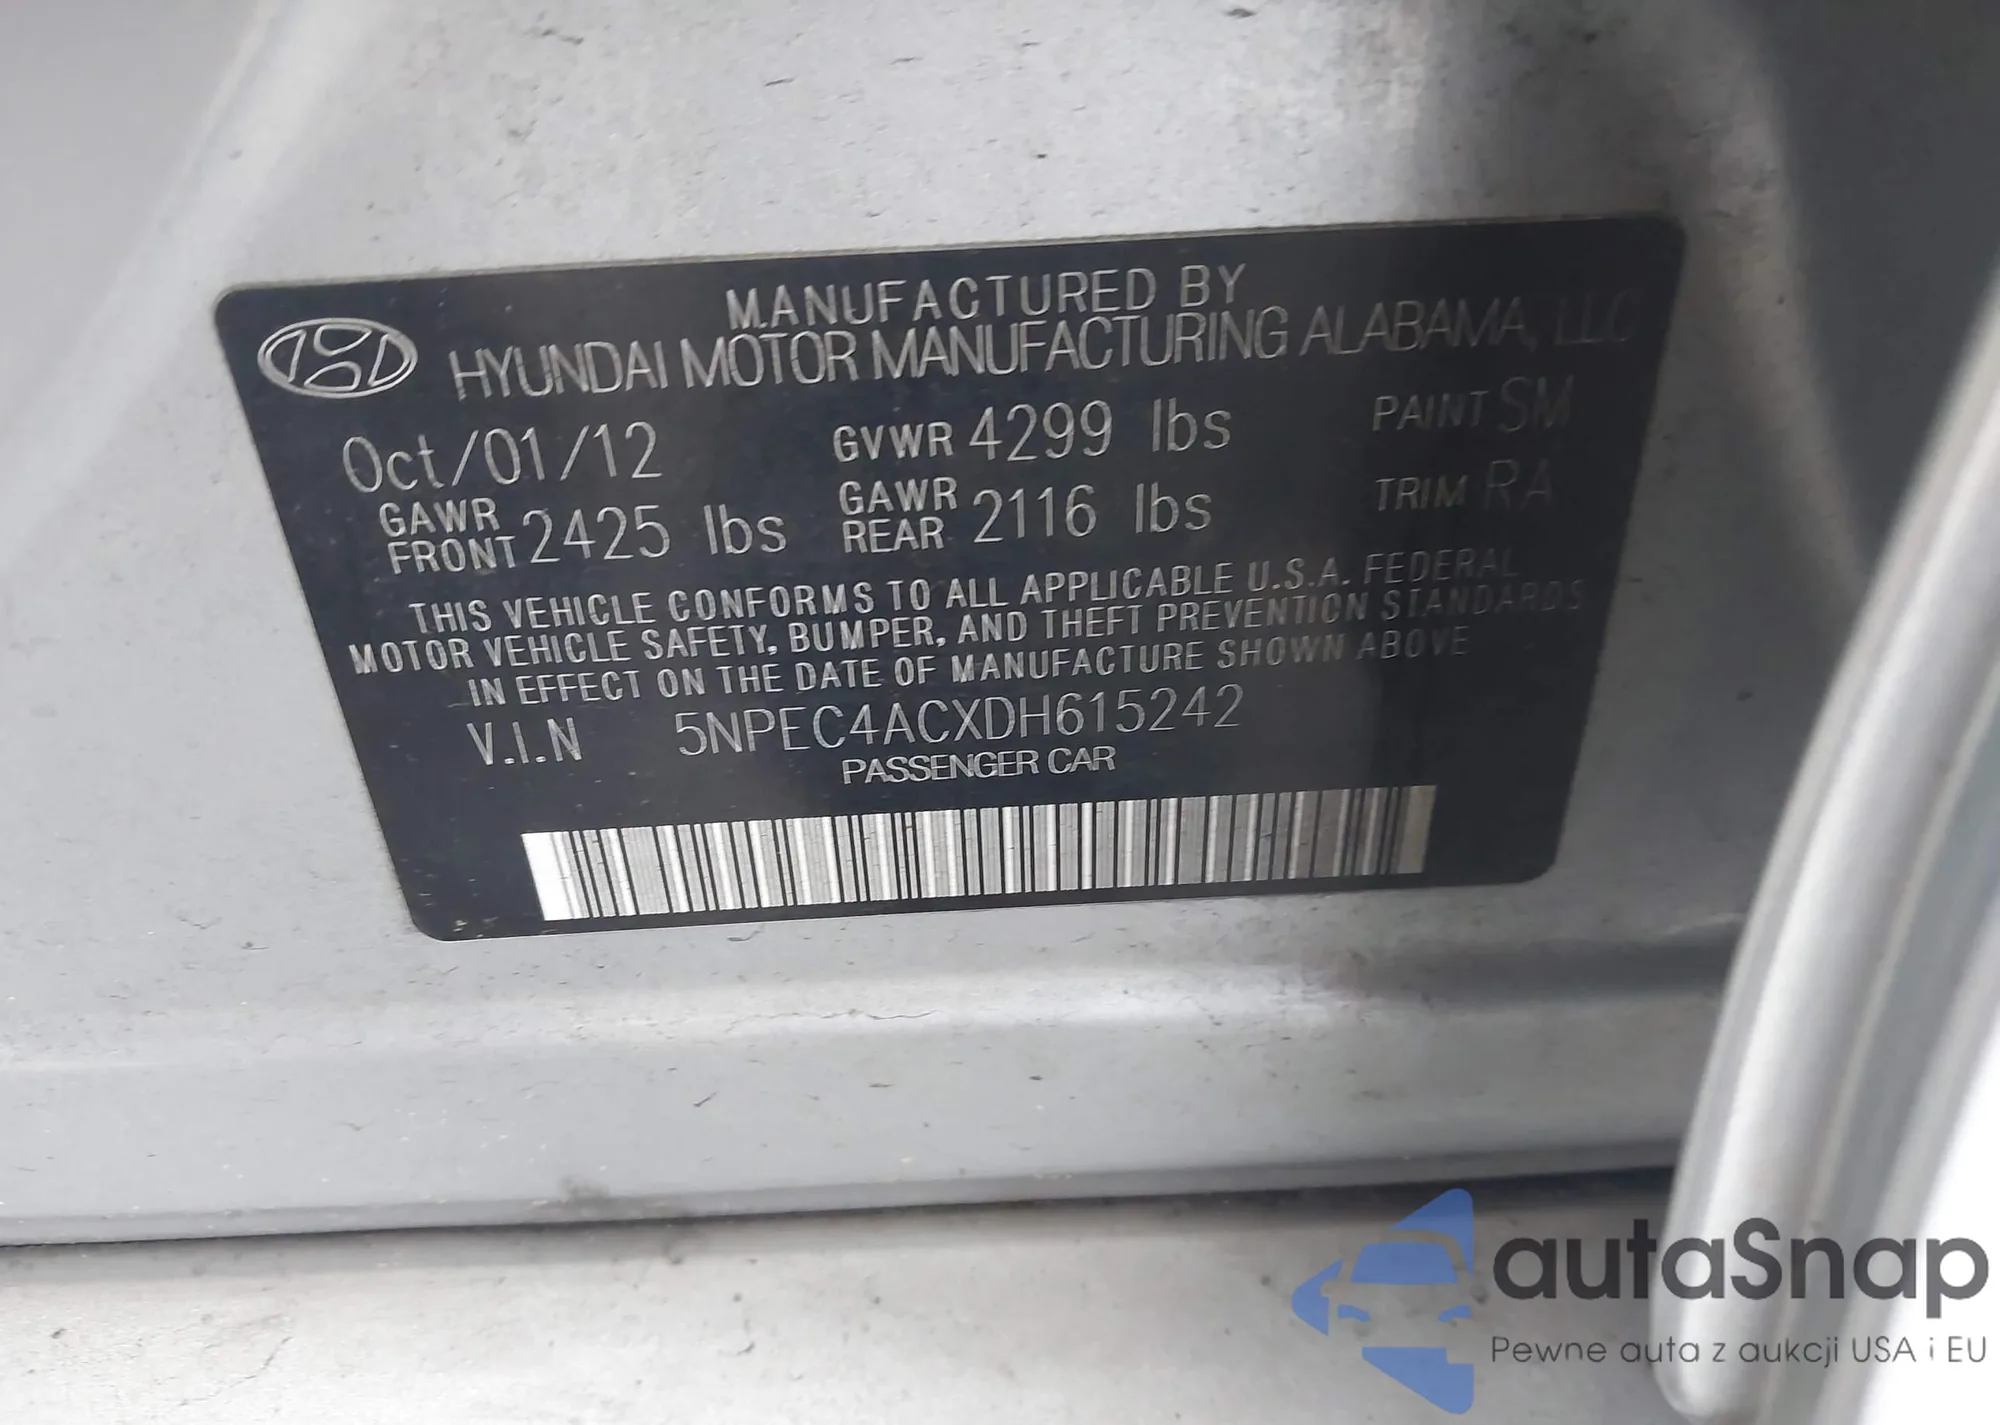 MANUFACTURED BY
HYUNDAI MOTOR MANUFACTURING ALABAMA, LLC
Oct/01/12 GVWR 4299 lbs PAINT SM
GAWR FRONT 2425 lbs GAWR REAR 2116 lbs TRIM RA
THIS VEHICLE CONFORMS TO ALL APPLICABLE U.S.A. FEDERAL
MOTOR VEHICLE SAFETY, BUMPER, AND THEFT PREVENTION STANDARDS
IN EFFECT ON THE DATE OF MANUFACTURE SHOWN ABOVE
V.I.N 5NPEC4ACXDH615242
PASSENGER CAR
autaSnap
Pewne auta z aukcji USA i EU